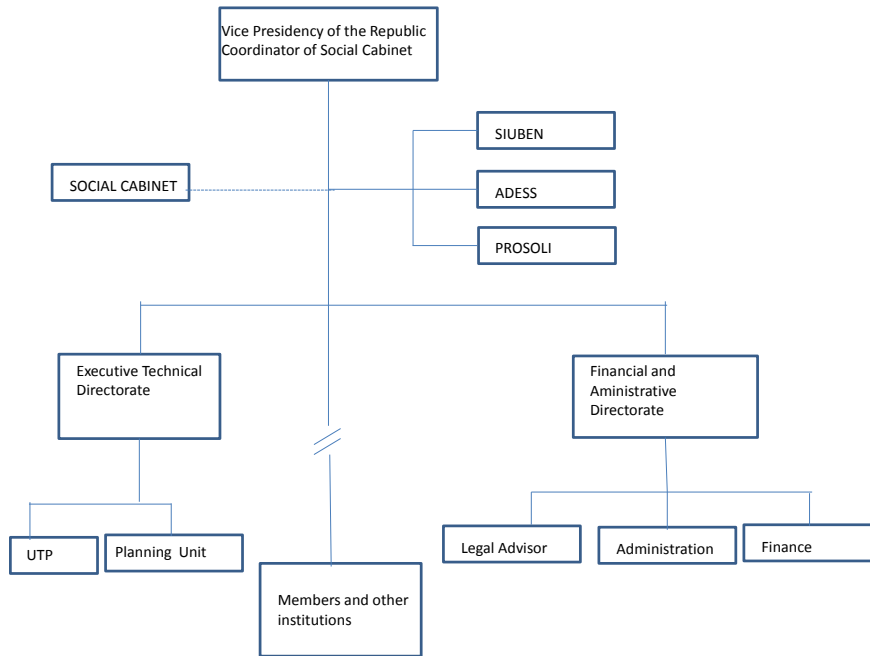 Vice Presidency of the Republic
Coordinator of Social Cabinet
SIUBEN
SOCIAL CABINET
ADESS
PROSOLI
Executive Technical
Directorate
Financial and
Aministrative
Directorate
UTP
Planning Unit
Legal Advisor
Administration
Finance
Members and other
institutions